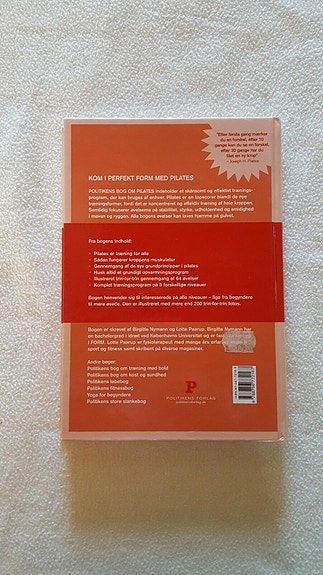 "Efter første gang mærker
du en forskel, efter 10
gange kan du se en forskel,
efter 30 gange har du
fået en ny krop!"
- Joseph H. Pilates
KOM I PERFEKT FORM MED PILATES
POLITIKENS BOG OM PILATES indeholder et skånsomt og effektivt trænings-
program, der kan bruges af enhver. Pilates er en topscorer blandt de nye
træningsformer, fordi det er koncentreret og effektiv træning af hele kroppen.
Samtidig fokuserer øvelserne på stabilitet, styrke, udholdenhed og smidighed
i maven og ryggen. Alle bogens øvelser kan laves hjemme på gulvet.
Fra bogens indhold:
• Pilates er træning for alle
• Sådan fungerer kroppens muskulatur
• Gennemgang af de syv grundprincipper i pilates
• Husk altid et grundigt opvarmningsprogram
• Illustreret trin-for-trin gennemgang af 64 øvelser
• Komplet træningsprogram på 5 forskellige niveauer
Bogen henvender sig til interesserede på alle niveauer – lige fra begyndere
til mere øvede. Den er illustreret med mere end 200 trin-for-trin fotos.
Bogen er skrevet af Birgitte Nymann og Lotte Paarup. Birgitte Nymann har
en bachelorgrad i idræt ved Københavns Universitet og er fast
I FORM. Lotte Paarup er fysioterapeut med mange års erfaring inden for
sport og fitness samt skribent på diverse magasiner.
Andre bøger:
Politikens bog om træning med bold
Politikens bog om kost og sundhed
Politikens løbebog
Politikens fitnessbog
Yoga for begyndere
Politikens store slankebog
P
POLITIKENS FORLAG
politikensforlag.dk